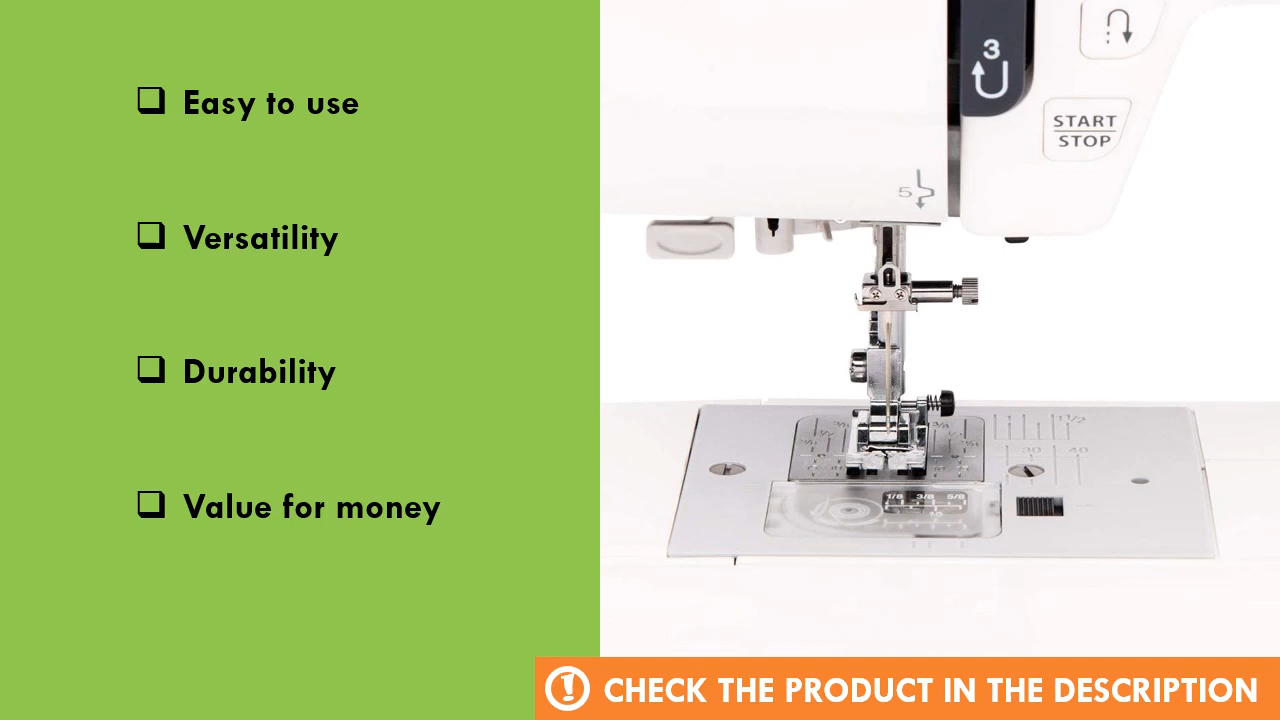 Easy to use
Versatility
Durability
Value for money
3
START
STOP
5
1/8 3/8 5/8
30 40
CHECK THE PRODUCT IN THE DESCRIPTION